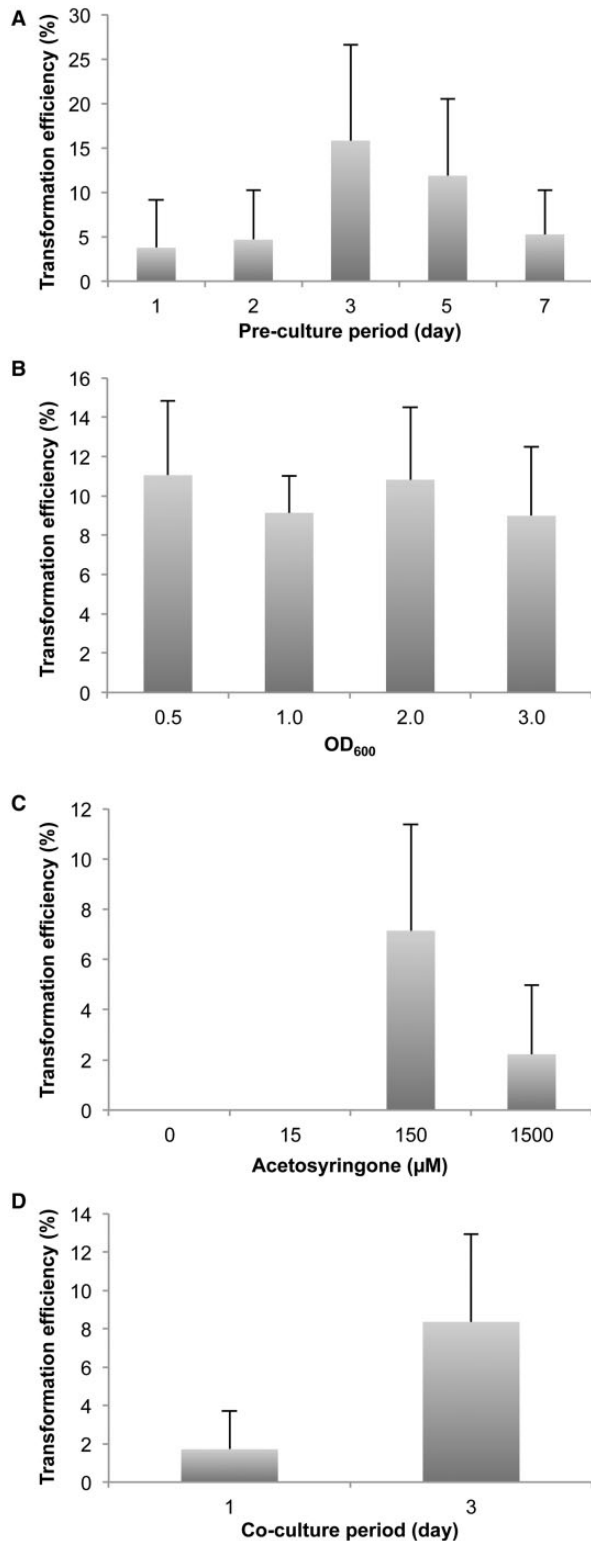 A
Transformation efficiency (%)
30
25
20
15
10
5
0
1 2 3 5 7
Pre-culture period (day)
B
Transformation efficiency (%)
16
14
12
10
8
6
4
2
0
0.5 1.0 2.0 3.0
OD₆₀₀
C
Transformation efficiency (%)
12
10
8
6
4
2
0
0 15 150 1500
Acetosyringone (µM)
D
Transformation efficiency (%)
14
12
10
8
6
4
2
0
1 3
Co-culture period (day)